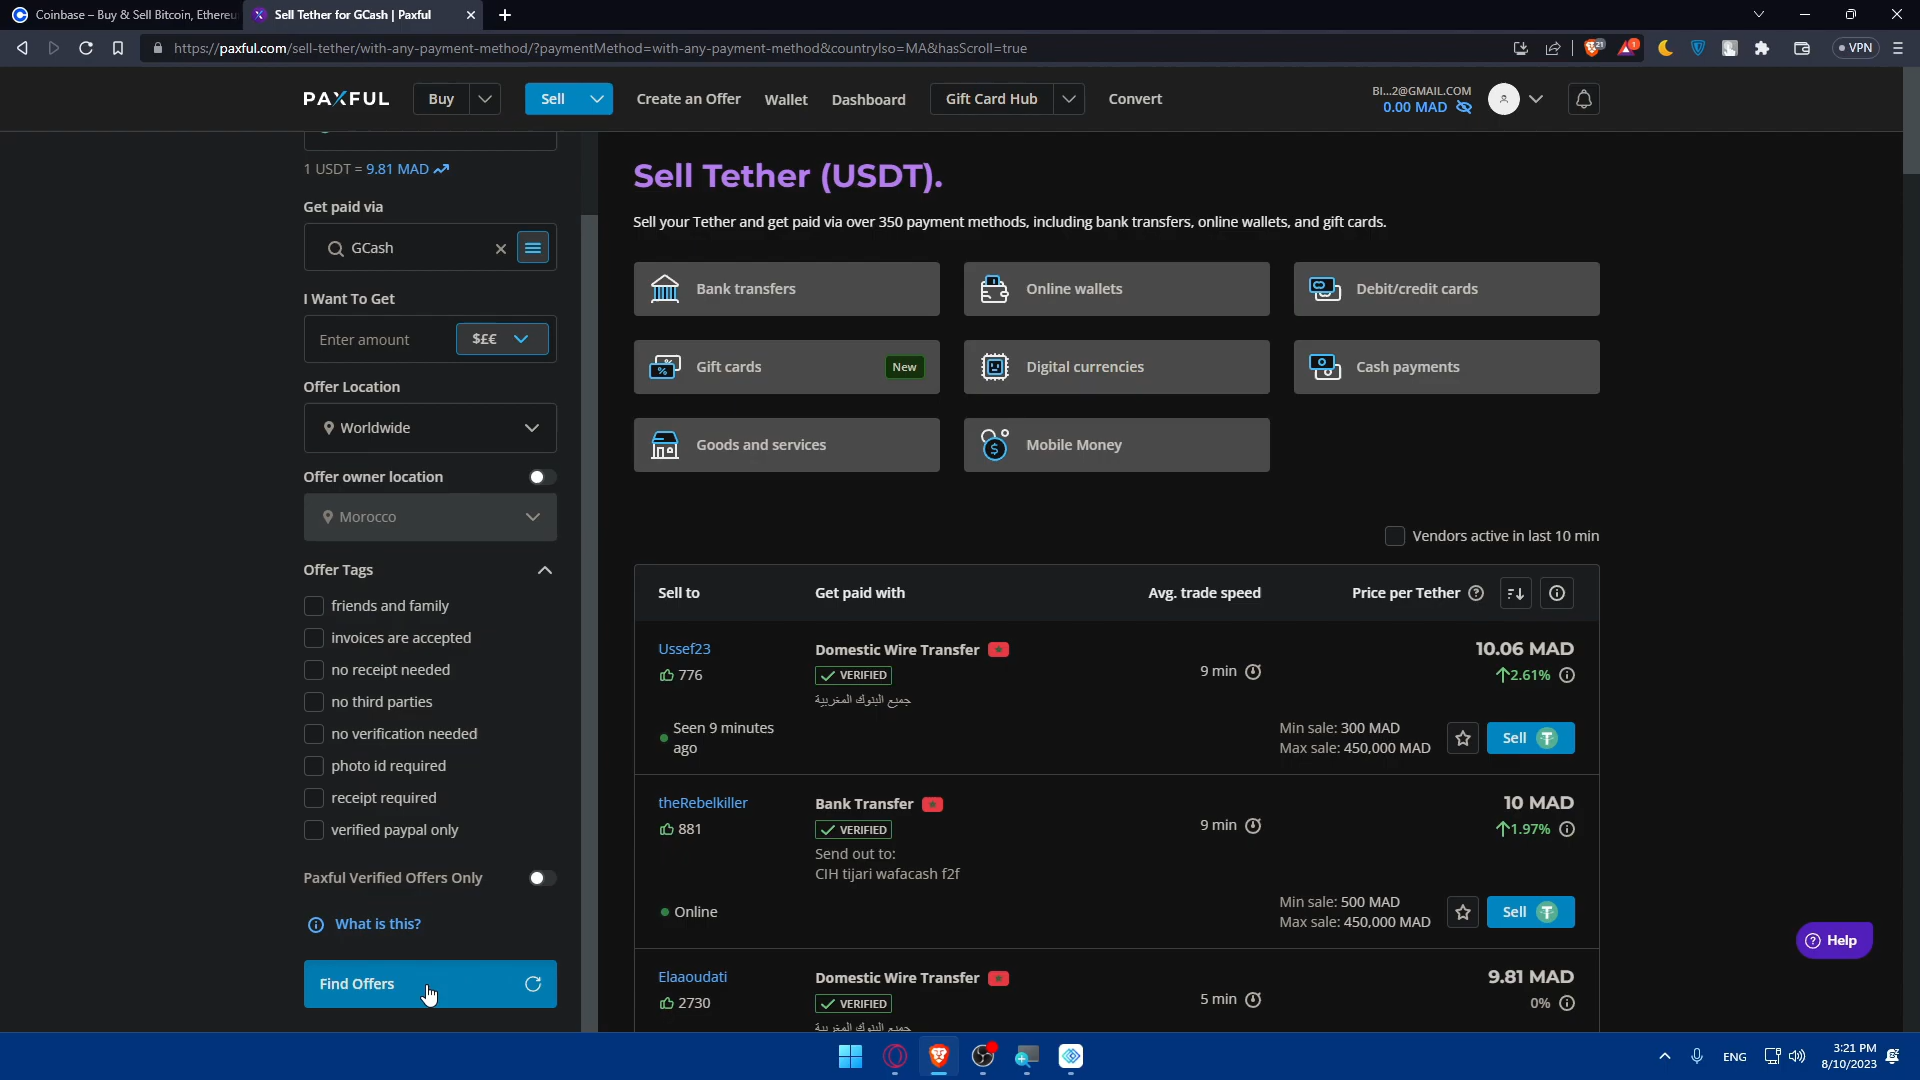 Coinbase – Buy & Sell Bitcoin, Ethereu
Sell Tether for GCash | Paxful
https://paxful.com/sell-tether/with-any-payment-method/?paymentMethod=with-any-payment-method&countryIso=MA&hasScroll=true
21
1
VPN
PAXFUL
Buy
Sell
Create an Offer
Wallet
Dashboard
Gift Card Hub
Convert
BI...2@GMAIL.COM
0.00 MAD
1 USDT = 9.81 MAD
Get paid via
GCash
I Want To Get
Enter amount
$£€
Offer Location
Worldwide
Offer owner location
Morocco
Offer Tags
friends and family
invoices are accepted
no receipt needed
no third parties
no verification needed
photo id required
receipt required
verified paypal only
Paxful Verified Offers Only
What is this?
Find Offers
Sell Tether (USDT).
Sell your Tether and get paid via over 350 payment methods, including bank transfers, online wallets, and gift cards.
Bank transfers
Online wallets
Debit/credit cards
Gift cards
New
Digital currencies
Cash payments
Goods and services
Mobile Money
Vendors active in last 10 min
Sell to
Get paid with
Avg. trade speed
Price per Tether
Ussef23
776
Domestic Wire Transfer
VERIFIED
جميع البنوك المغربية
9 min
10.06 MAD
2.61%
Seen 9 minutes
ago
Min sale: 300 MAD
Max sale: 450,000 MAD
Sell
theRebelkiller
881
Bank Transfer
VERIFIED
Send out to:
CIH tijari wafacash f2f
9 min
10 MAD
1.97%
Online
Min sale: 500 MAD
Max sale: 450,000 MAD
Sell
Elaaoudati
2730
Domestic Wire Transfer
VERIFIED
جميع البنوك المغربية
5 min
9.81 MAD
0%
Help
ENG
3:21 PM
8/10/2023